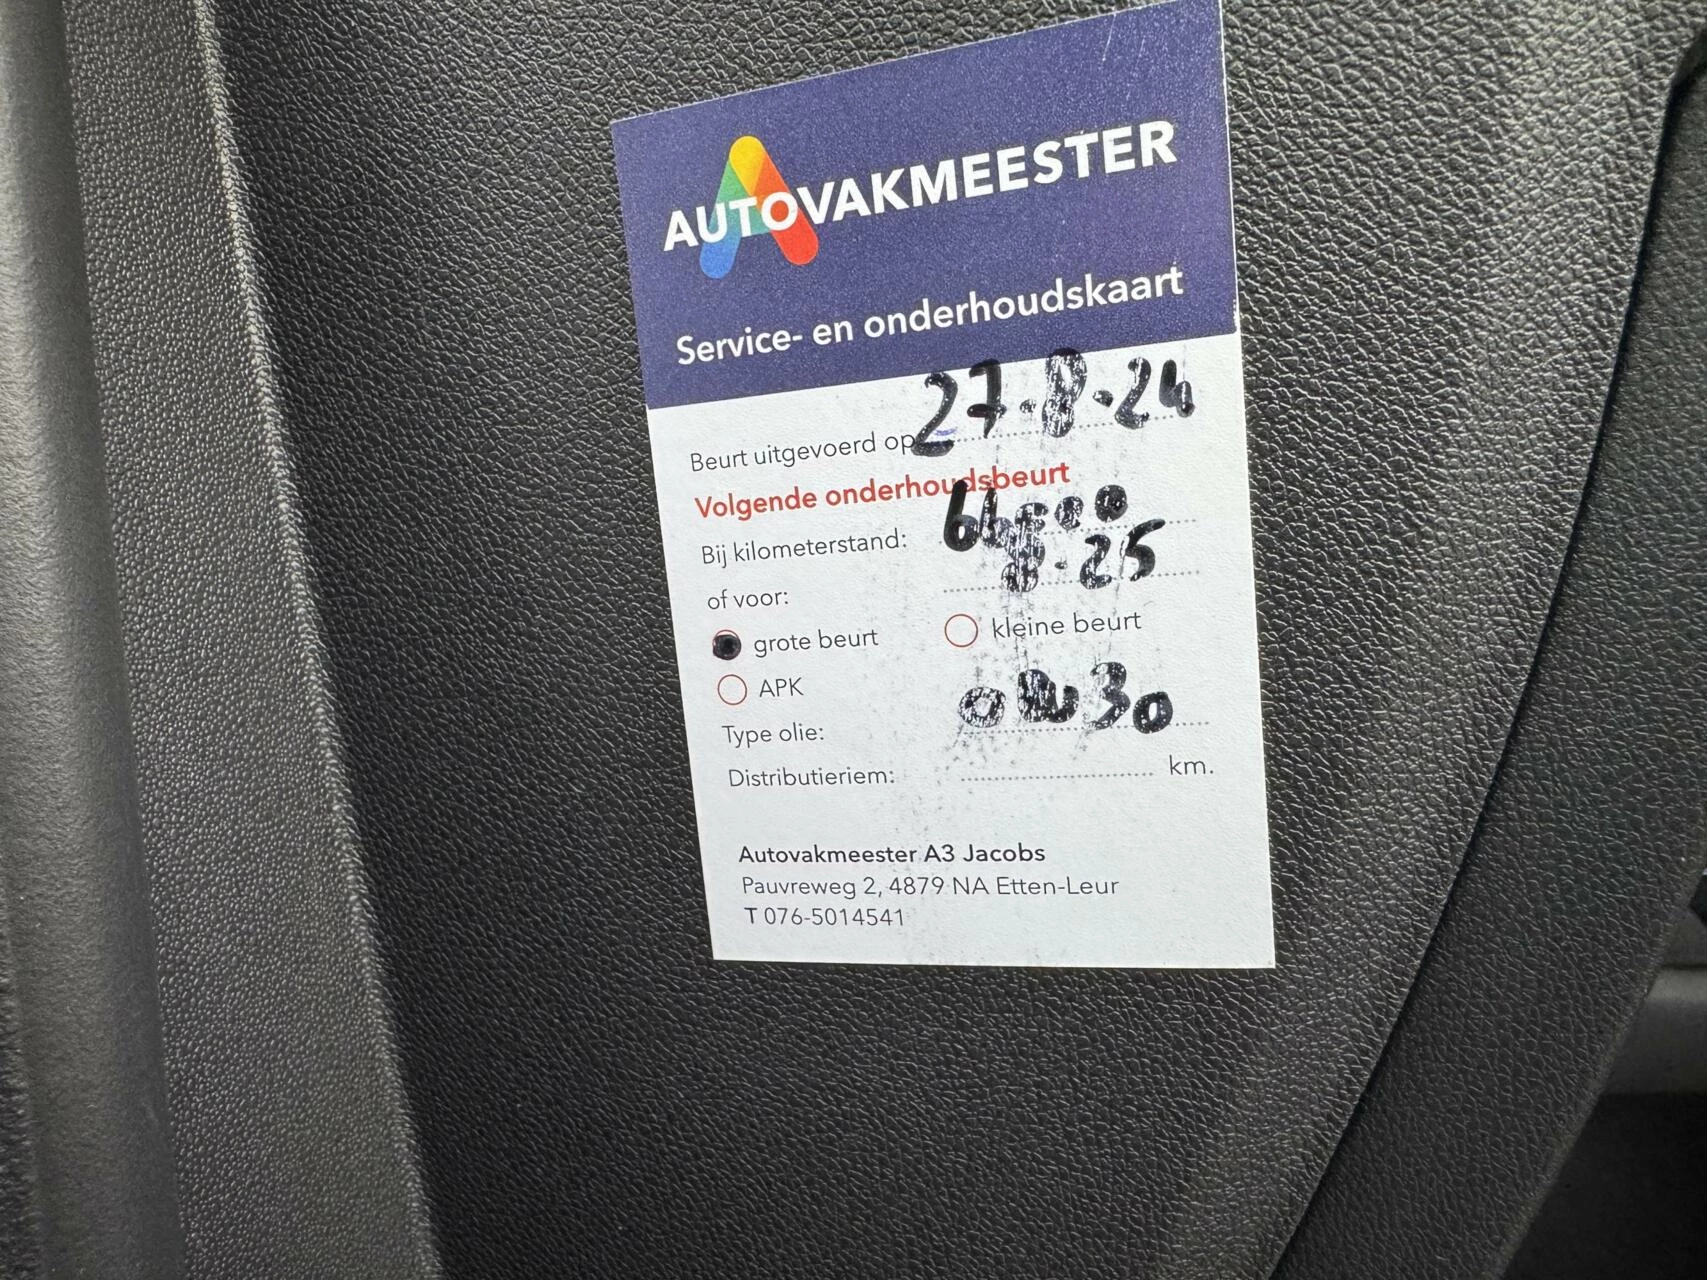 AUTOVAKMEESTER
Service- en onderhoudskaart
Beurt uitgevoerd op 27.8.24
Volgende onderhoudsbeurt
Bij kilometerstand:
of voor: 8.25
grote beurt kleine beurt
APK
Type olie: 0W30
Distributieriem: km.
Autovakmeester A3 Jacobs
Pauvreweg 2, 4879 NA Etten-Leur
T 076-5014541